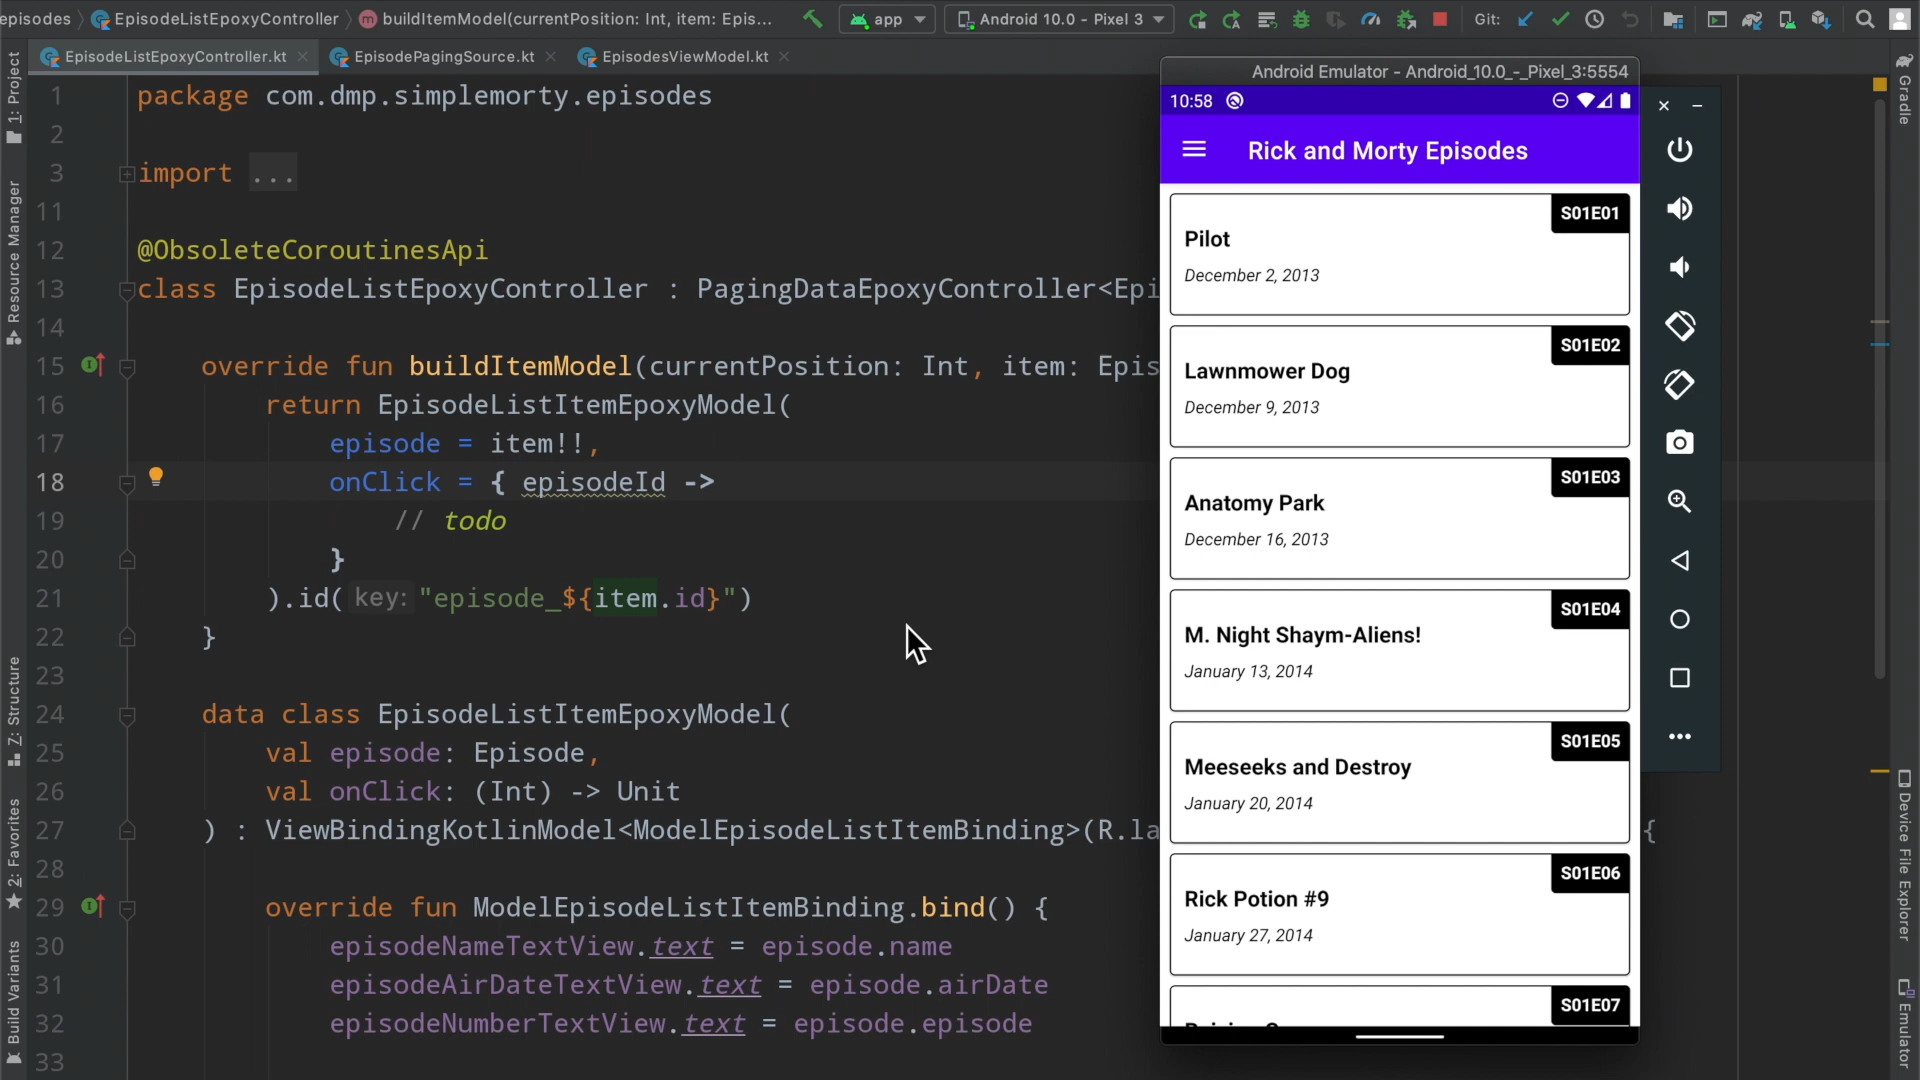 episodes
EpisodeListEpoxyController
buildItemModel(currentPosition: Int, item: Epis...
app
Android 10.0 - Pixel 3
Git:
EpisodeListEpoxyController.kt
EpisodePagingSource.kt
EpisodesViewModel.kt
1: Project
Resource Manager
Z: Structure
2: Favorites
Build Variants
1 package com.dmp.simplemorty.episodes
2
3 import ...
11
12 @ObsoleteCoroutinesApi
13 class EpisodeListEpoxyController : PagingDataEpoxyController<Epi
14
15 override fun buildItemModel(currentPosition: Int, item: Epis
16 return EpisodeListItemEpoxyModel(
17 episode = item!!,
18 onClick = { episodeId ->
19 // todo
20 }
21 ).id( key: "episode_${item.id}")
22 }
23
24 data class EpisodeListItemEpoxyModel(
25 val episode: Episode,
26 val onClick: (Int) -> Unit
27 ) : ViewBindingKotlinModel<ModelEpisodeListItemBinding>(R.la {
28
29 override fun ModelEpisodeListItemBinding.bind() {
30 episodeNameTextView.text = episode.name
31 episodeAirDateTextView.text = episode.airDate
32 episodeNumberTextView.text = episode.episode
33
Android Emulator - Android_10.0_-_Pixel_3:5554
10:58
Rick and Morty Episodes
S01E01
Pilot
December 2, 2013
S01E02
Lawnmower Dog
December 9, 2013
S01E03
Anatomy Park
December 16, 2013
S01E04
M. Night Shaym-Aliens!
January 13, 2014
S01E05
Meeseeks and Destroy
January 20, 2014
S01E06
Rick Potion #9
January 27, 2014
S01E07
Gradle
Device File Explorer
Emulator